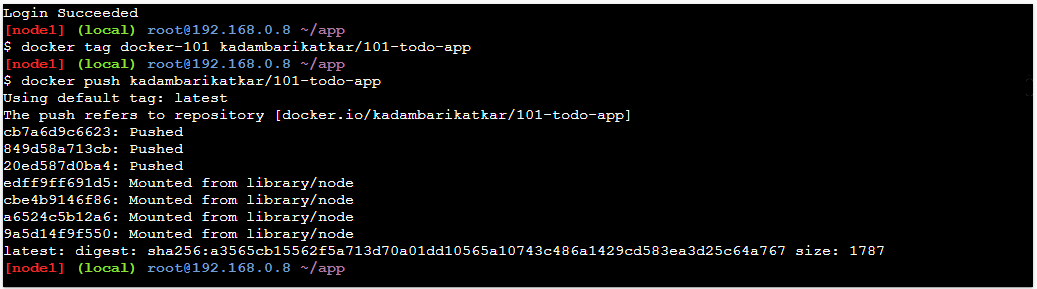 Login Succeeded
[node1] (local) root@192.168.0.8 ~/app
$ docker tag docker-101 kadambarikatkar/101-todo-app
[node1] (local) root@192.168.0.8 ~/app
$ docker push kadambarikatkar/101-todo-app
Using default tag: latest
The push refers to repository [docker.io/kadambarikatkar/101-todo-app]
cb7a6d9c6623: Pushed
849d58a713cb: Pushed
20ed587d0ba4: Pushed
edff9ff691d5: Mounted from library/node
cbe4b9146f86: Mounted from library/node
a6524c5b12a6: Mounted from library/node
9a5d14f9f550: Mounted from library/node
latest: digest: sha256:a3565cb15562f5a713d70a01dd10565a10743c486a1429cd583ea3d25c64a767 size: 1787
[node1] (local) root@192.168.0.8 ~/app